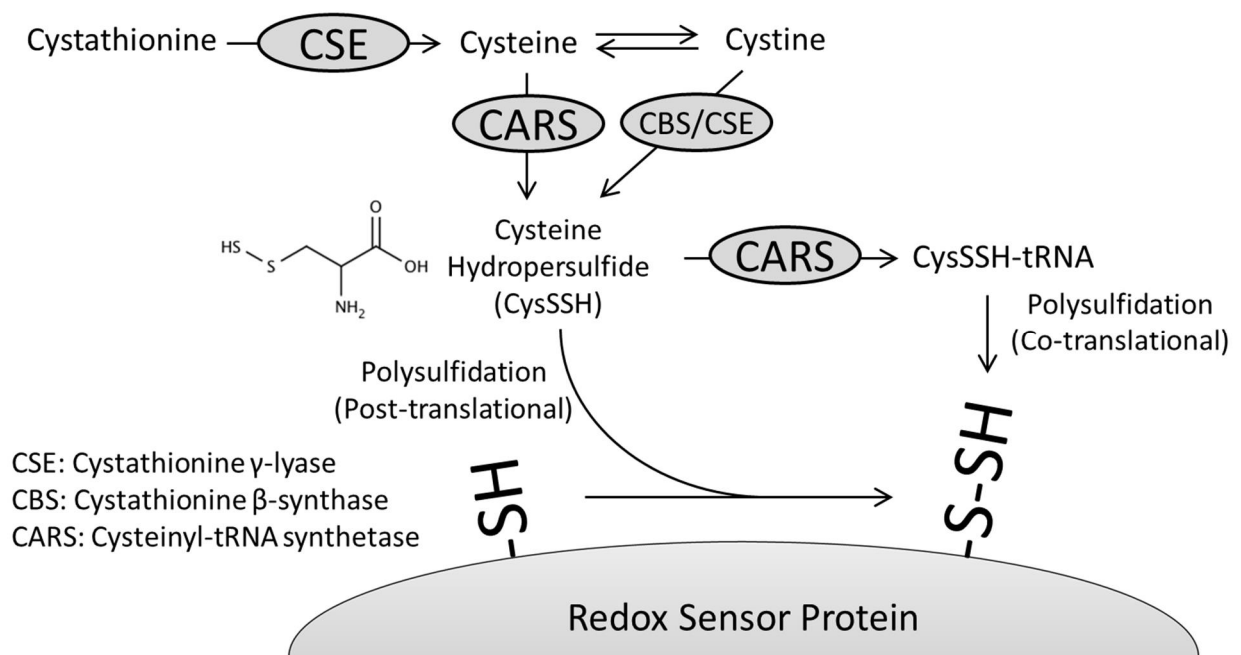 Cystathionine
CSE
Cysteine
Cystine
CARS
CBS/CSE
Cysteine
Hydropersulfide
(CysSSH)
HS
S
O
OH
NH₂
CARS
CysSSH-tRNA
Polysulfidation
(Co-translational)
Polysulfidation
(Post-translational)
CSE: Cystathionine γ-lyase
CBS: Cystathionine β-synthase
CARS: Cysteinyl-tRNA synthetase
-SH
-S-SH
Redox Sensor Protein